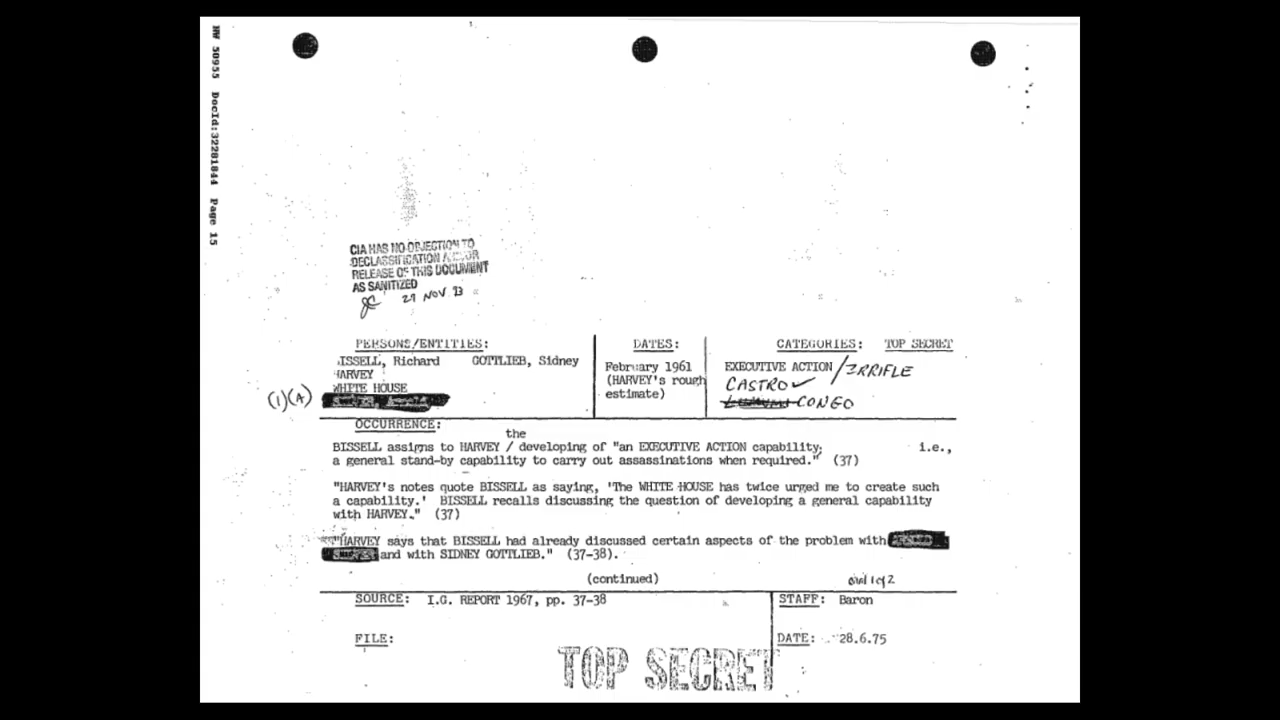 HW 50955 DocId:32281844 Page 15
CIA HAS NO OBJECTION TO
DECLASSIFICATION AND/OR
RELEASE OF THIS DOCUMENT
AS SANITIZED
29 NOV 93
PERSONS/ENTITIES: DATES: CATEGORIES: TOP SECRET
ISSELL, Richard GOTTLIEB, Sidney February 1961 EXECUTIVE ACTION/ZRRIFLE
HARVEY (HARVEY's rough CASTRO ✓
WHITE HOUSE estimate) CONGO
(1)(A)
OCCURRENCE:
the
BISSELL assigns to HARVEY / developing of "an EXECUTIVE ACTION capability; i.e.,
a general stand-by capability to carry out assassinations when required." (37)
"HARVEY's notes quote BISSELL as saying, 'The WHITE HOUSE has twice urged me to create such
a capability.' BISSELL recalls discussing the question of developing a general capability
with HARVEY." (37)
"HARVEY says that BISSELL had already discussed certain aspects of the problem with
and with SIDNEY GOTTLIEB." (37-38).
(continued) 1 of 2
SOURCE: I.G. REPORT 1967, pp. 37-38 STAFF: Baron
FILE: DATE: 28.6.75
TOP SECRET